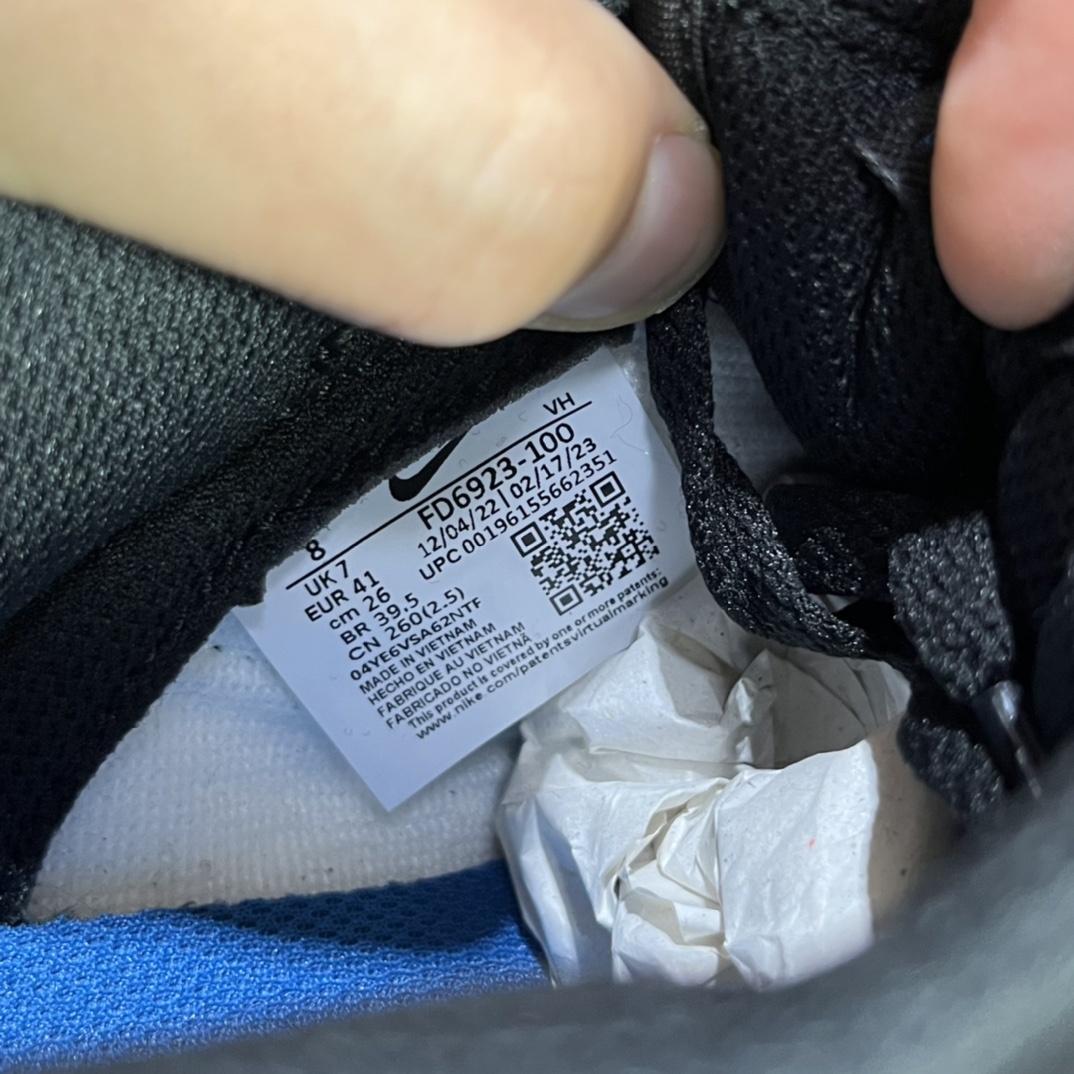 VH
8
FD6923-100
UK 7
12/04/22 | 02/17/23
EUR 41
UPC 00196155662351
cm 26
BR 39.5
CN 260(2.5)
04YE6VSA62NTF
MADE IN VIETNAM
HECHO EN VIETNAM
FABRIQUE AU VIETNAM
FABRICADO NO VIETNÃ
This product is covered by one or more patents:
www.nike.com/patentsvirtualmarking